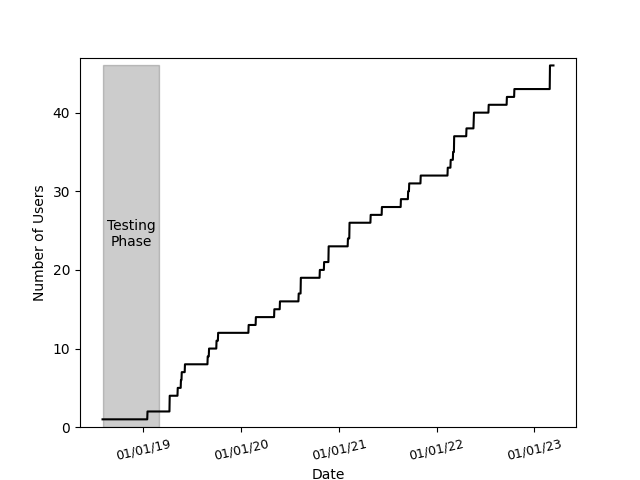 40
30
20
10
0
Number of Users
Testing
Phase
01/01/19
01/01/20
01/01/21
01/01/22
01/01/23
Date